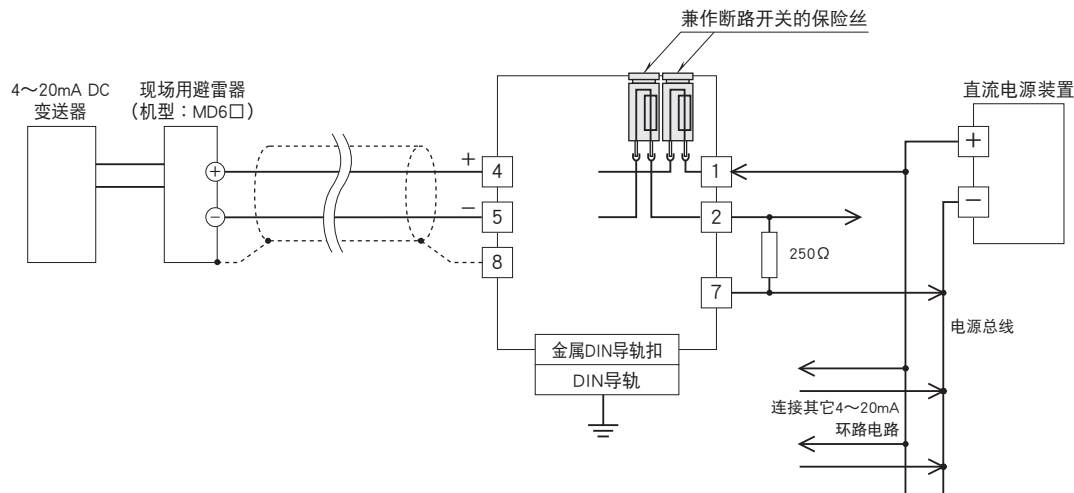 兼作断路开关的保险丝
4～20mA DC
变送器
现场用避雷器
（机型：MD6□）
直流电源装置
+
−
+
4
1
+
−
5
2
−
8
250Ω
7
电源总线
金属DIN导轨扣
DIN导轨
连接其它4～20mA
环路电路